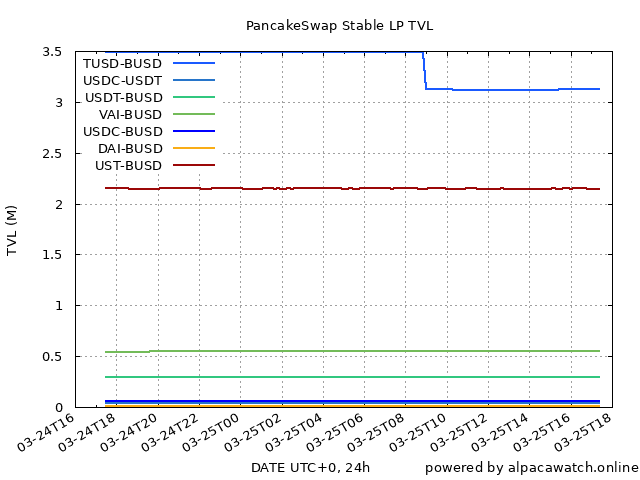 PancakeSwap Stable LP TVL
TUSD-BUSD
USDC-USDT
USDT-BUSD
VAI-BUSD
USDC-BUSD
DAI-BUSD
UST-BUSD
TVL (M)
3.5
3
2.5
2
1.5
1
0.5
0
03-24T16
03-24T18
03-24T20
03-24T22
03-25T00
03-25T02
03-25T04
03-25T06
03-25T08
03-25T10
03-25T12
03-25T14
03-25T16
03-25T18
DATE UTC+0, 24h
powered by alpacawatch.online